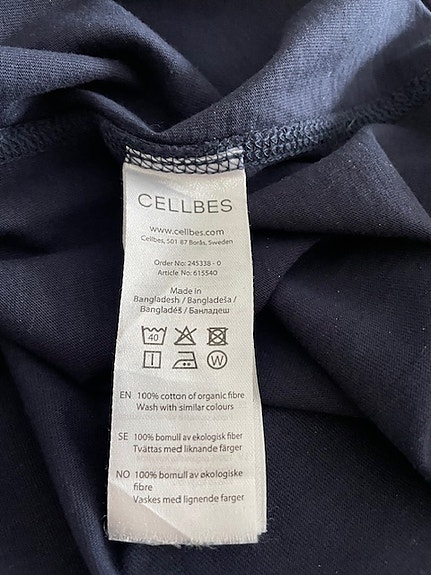 CELLBES
www.cellbes.com
Cellbes, 501 87 Borås, Sweden
Order No: 245338 - 0
Article No: 615540
Made in
Bangladesh / Bangladeša /
Bangladéš / Бангладеш
40
W
EN 100% cotton of organic fibre
Wash with similar colours
SE 100% bomull av ekologisk fiber
Tvättas med liknande färger
NO 100% bomull av økologiske
fibre
Vaskes med lignende farger